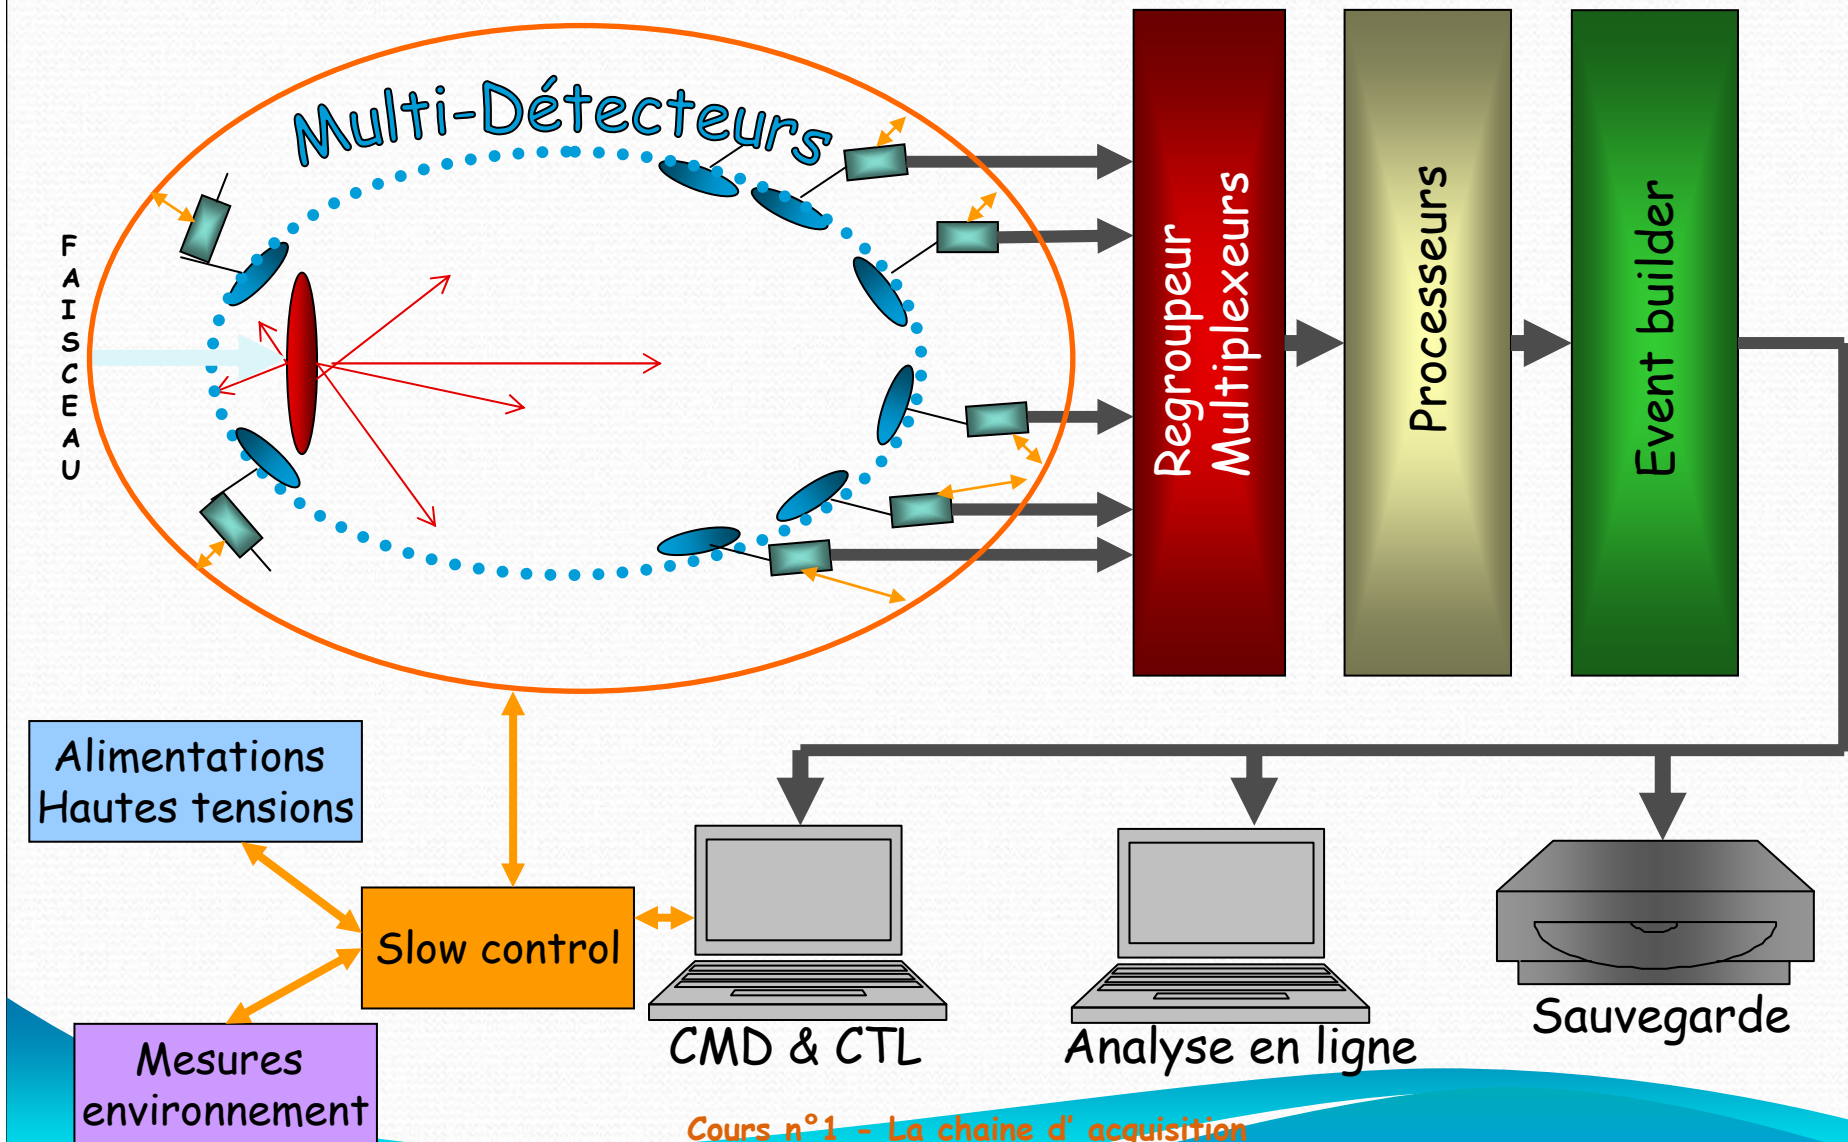 Multi-Détecteurs
FAISCEAU
Regroupeur
Multiplexeurs
Processeurs
Event builder
Alimentations
Hautes tensions
Slow control
Mesures
environnement
CMD & CTL
Analyse en ligne
Sauvegarde
Cours n°1 - La chaine d' acquisition